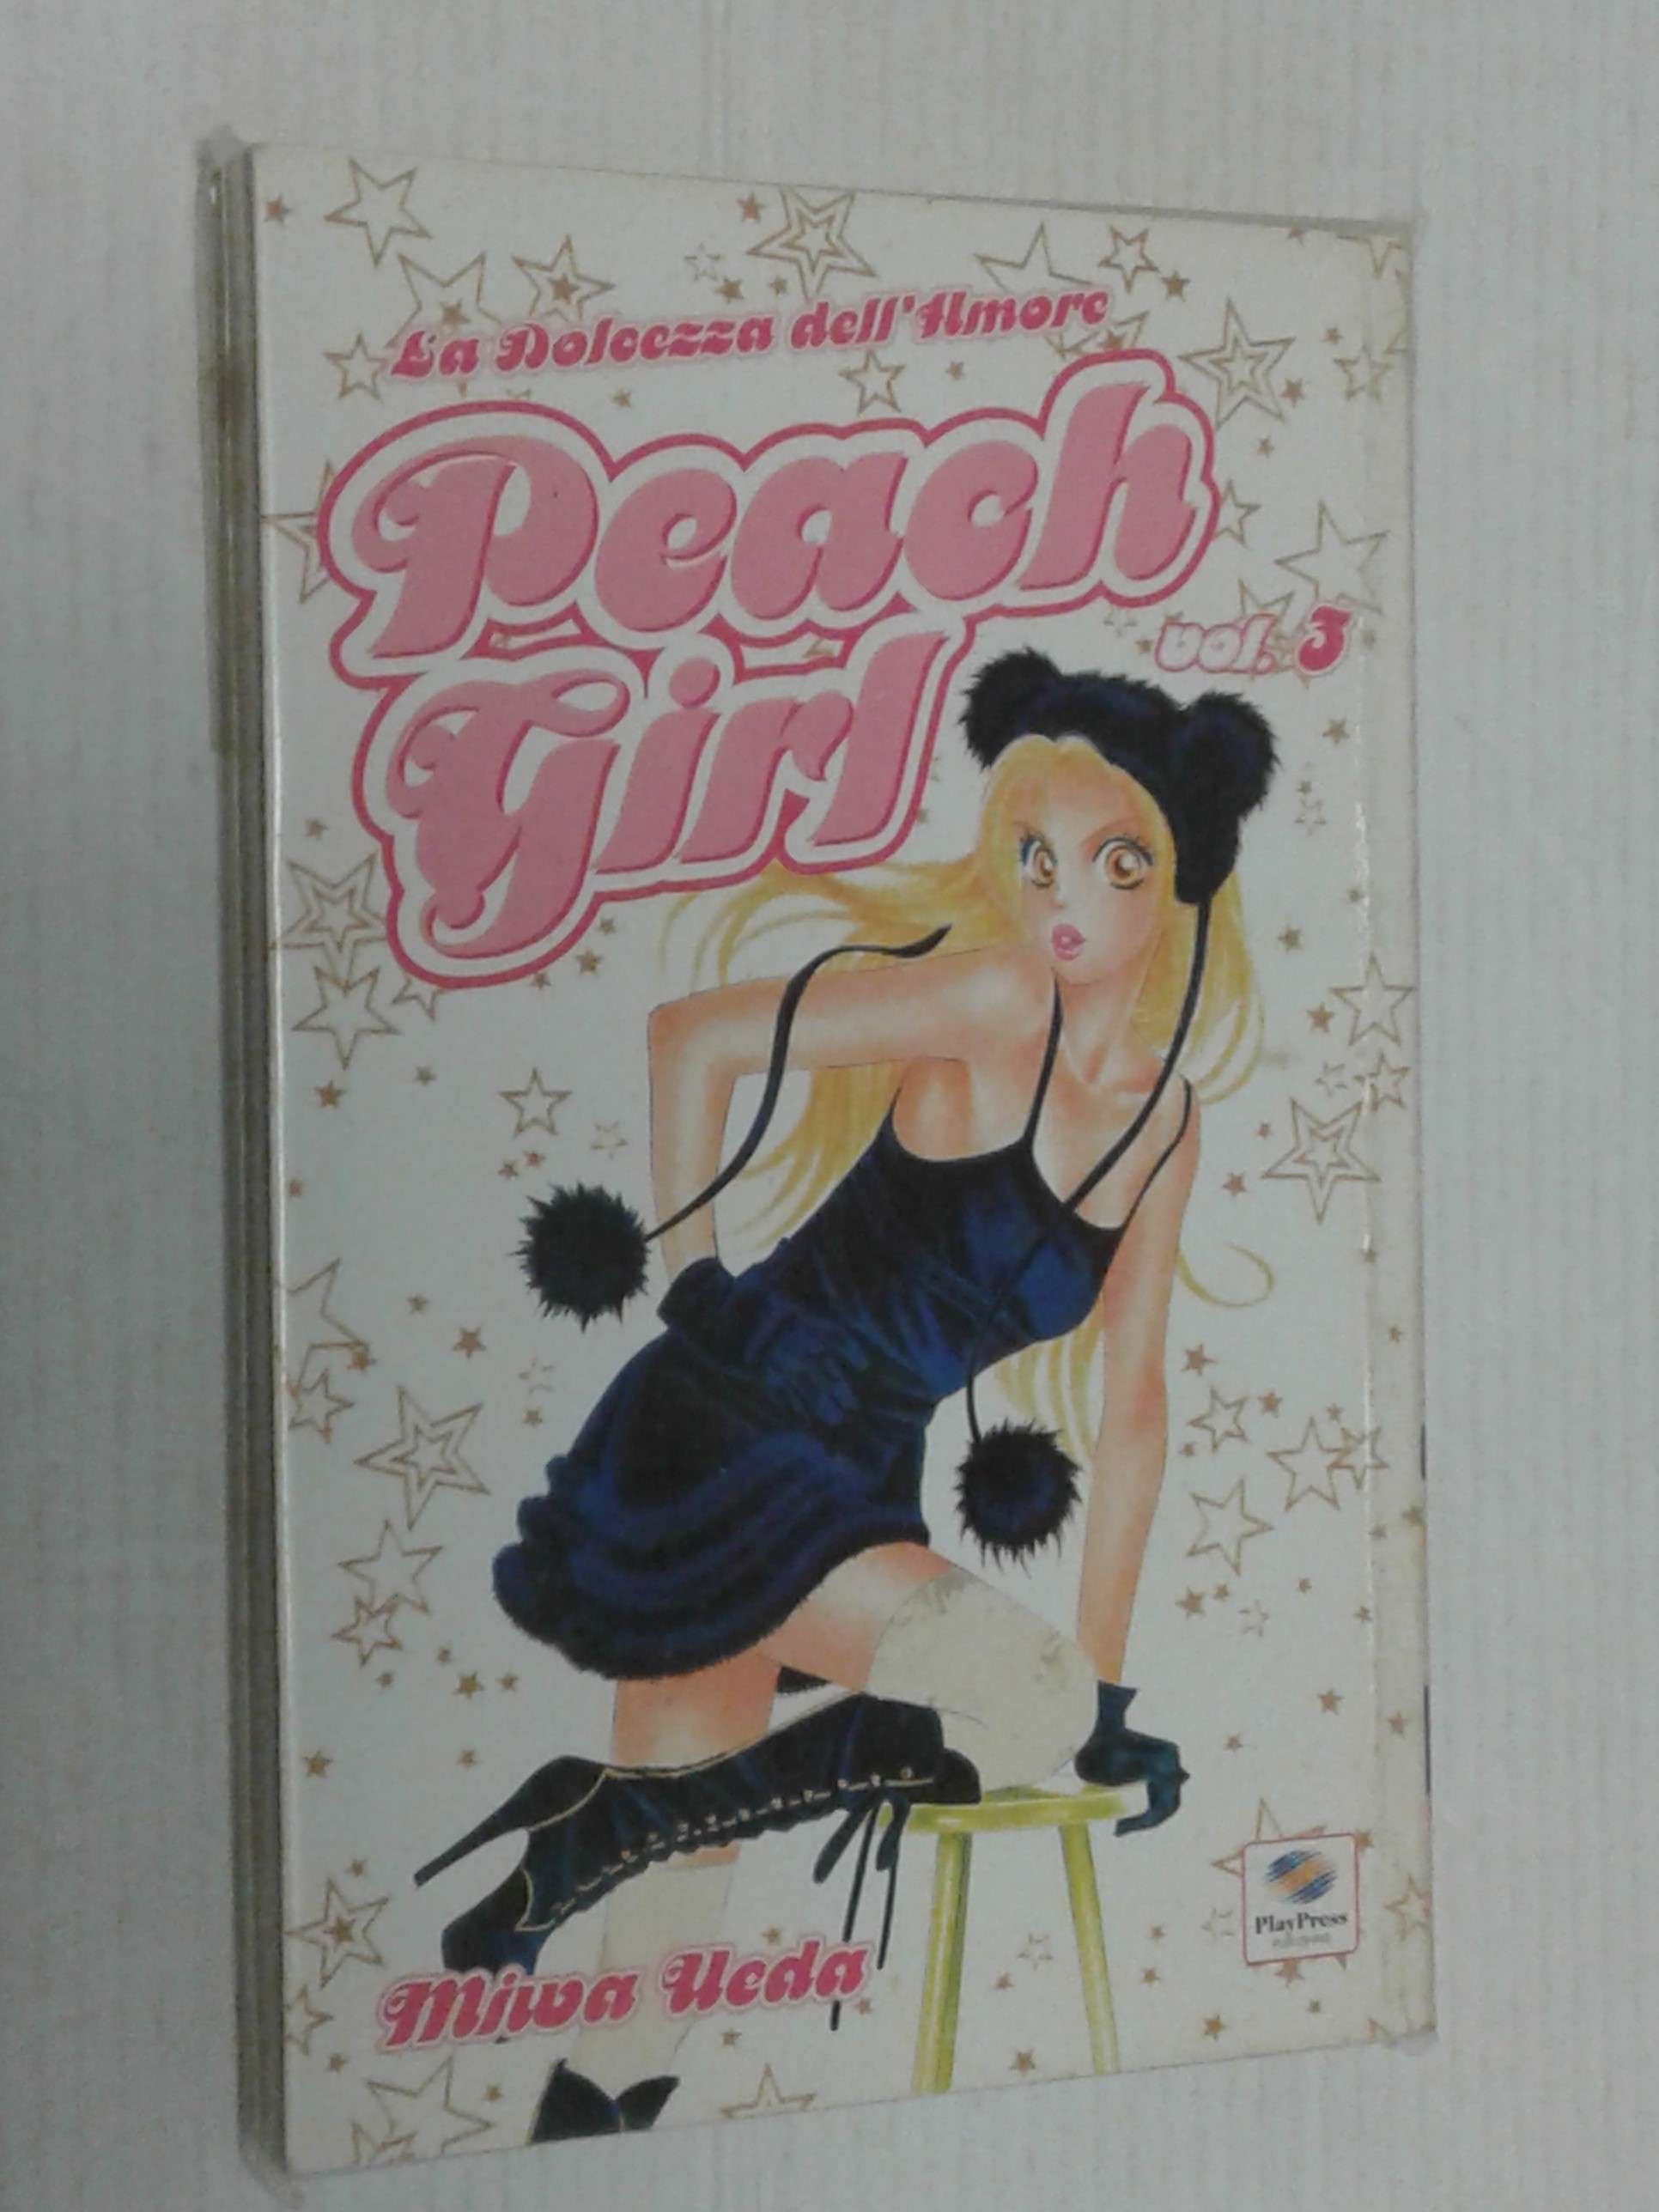 La Dolcezza dell'Amore
Peach
Girl
vol. 3
PlayPress
Miwa Ueda